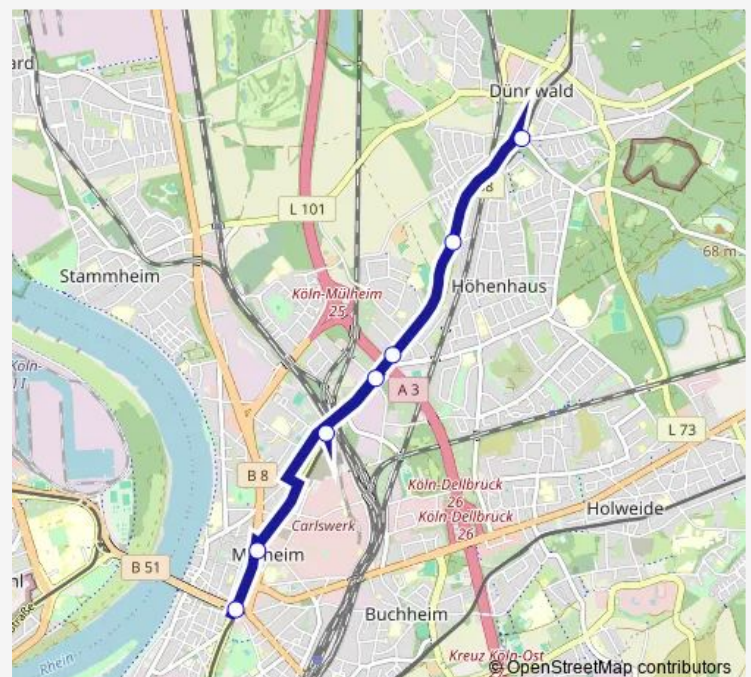 Dünnwald
L 101
68 m
Stammheim
Höhenhaus
Köln-Mülheim
25
A 3
L 73
B 8
Köln-Dellbrück
26
Köln-Dellbrück
26
Holweide
Carlswerk
B 51
Buchheim
Rhein
Kreuz Köln-Ost
© OpenStreetMap contributors